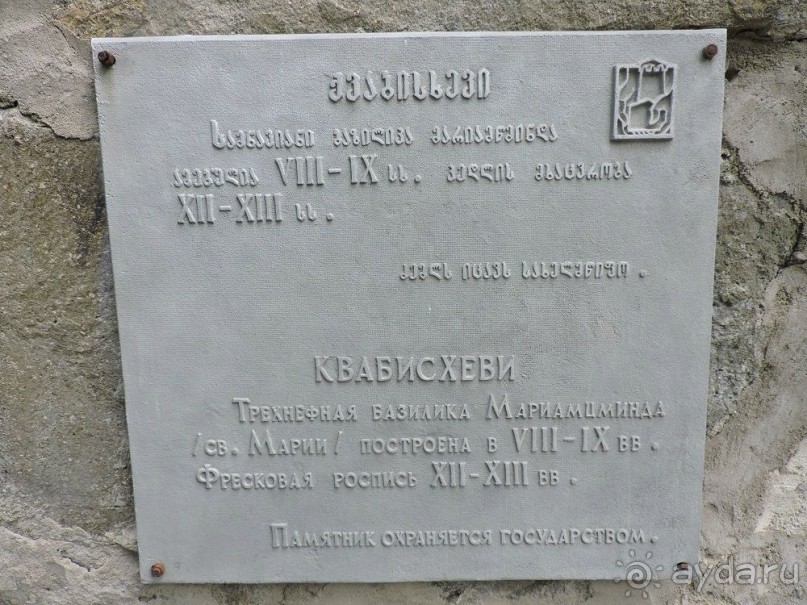 ქვაბისხევი
სამნავიანი ბაზილიკა მარიამწმინდა
აგებულია VIII-IX სს. კედლის მხატვრობა
XII-XIII სს.
ძეგლს იცავს სახელმწიფო.
КВАБИСХЕВИ
Трехнефная базилика Мариамцминда
/св. Марии/ построена в VIII-IX вв.
Фресковая роспись XII-XIII вв.
Памятник охраняется государством.
ayda.ru